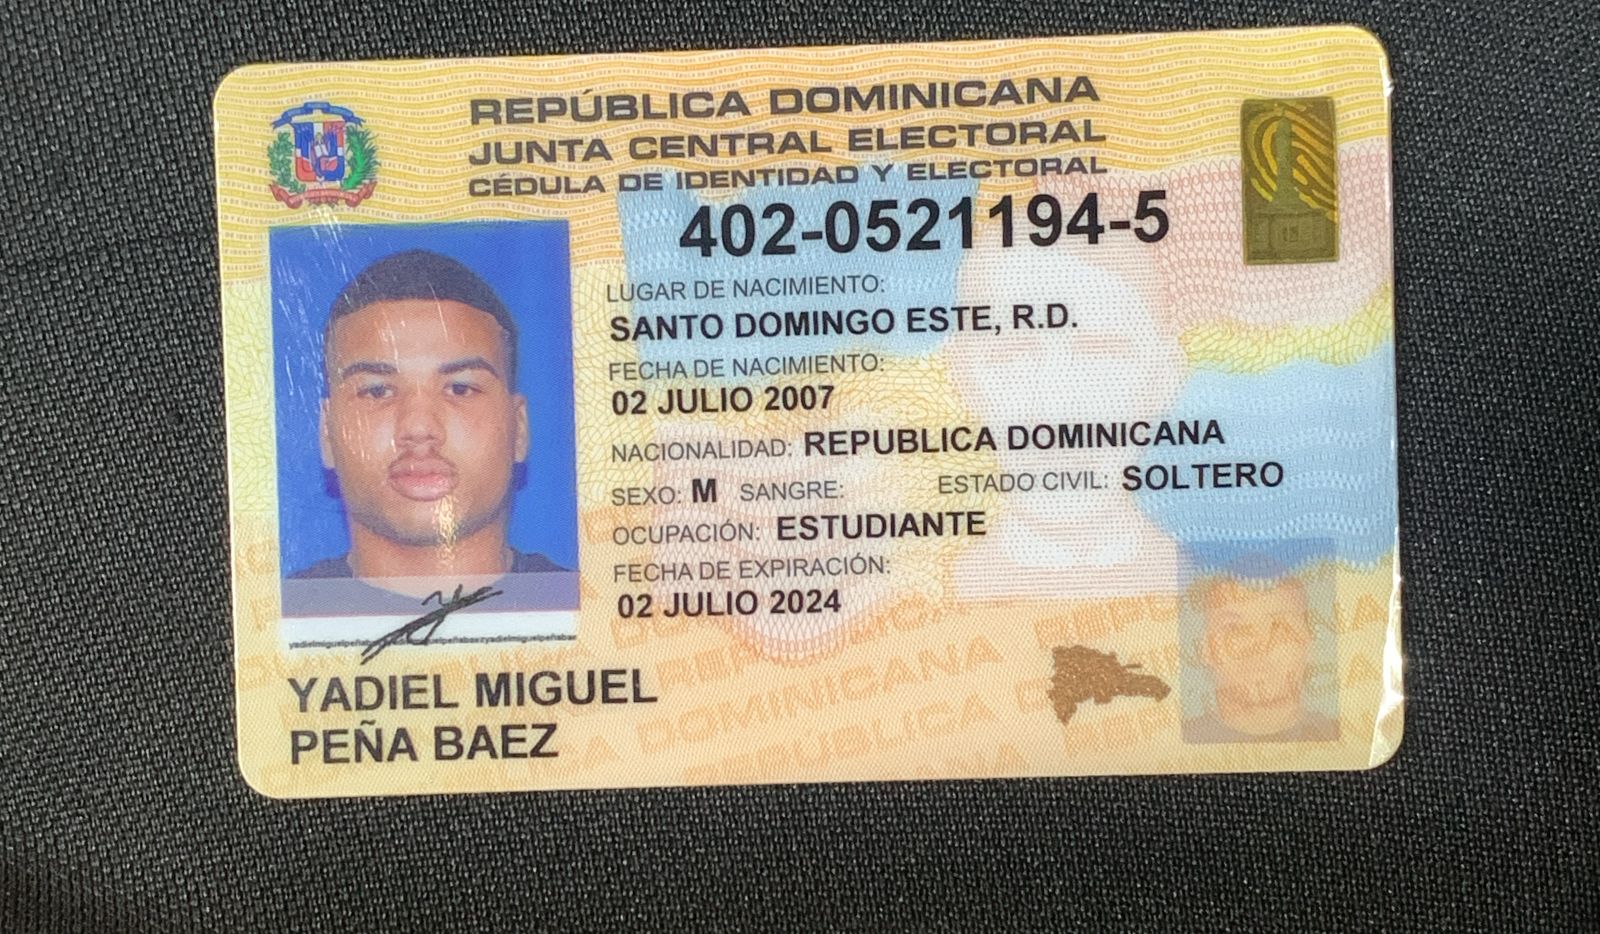 REPÚBLICA DOMINICANA
JUNTA CENTRAL ELECTORAL
CÉDULA DE IDENTIDAD Y ELECTORAL
402-0521194-5
LUGAR DE NACIMIENTO:
SANTO DOMINGO ESTE, R.D.
FECHA DE NACIMIENTO:
02 JULIO 2007
NACIONALIDAD: REPUBLICA DOMINICANA
SEXO: M SANGRE: ESTADO CIVIL: SOLTERO
OCUPACIÓN: ESTUDIANTE
FECHA DE EXPIRACIÓN:
02 JULIO 2024
YADIEL MIGUEL
PEÑA BAEZ